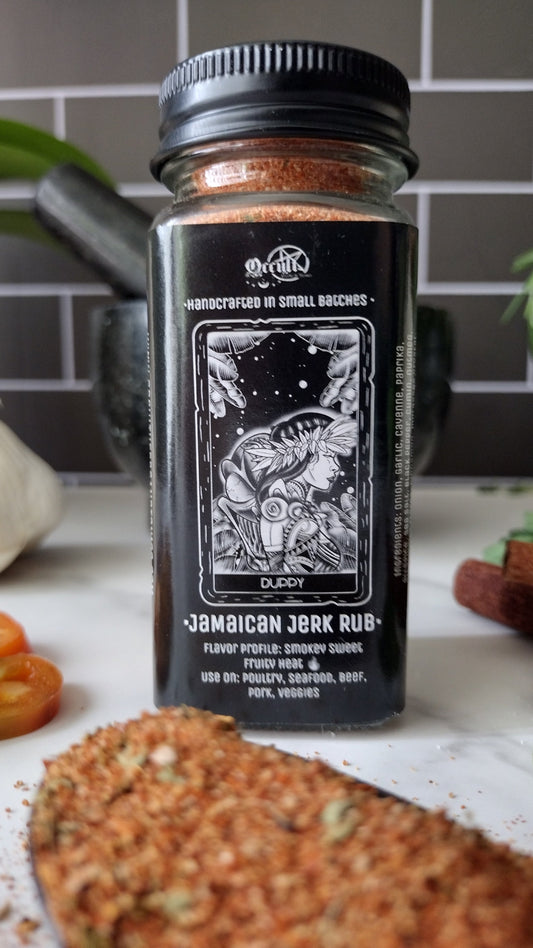 Occult
·Handcrafted in small batches·
DUPPY
·Jamaican Jerk Rub·
Flavor Profile: Smokey Sweet
Fruity Heat
Use on: Poultry, Seafood, Beef,
Pork, Veggies
Ingredients: Onion, Garlic, Cayenne, Paprika,